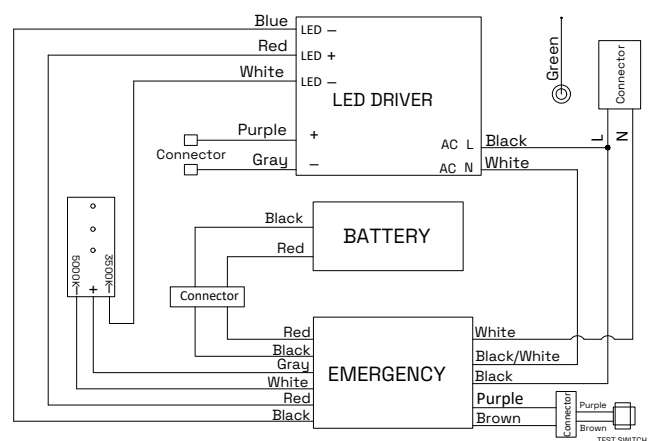 Blue
LED –
Red
LED +
White
LED –
LED DRIVER
Green
Connector
Purple
+
Connector
Gray
–
AC L
Black
L
N
AC N
White
Black
BATTERY
Red
5000K–
+
3500K–
Connector
Red
White
Black
Black/White
Gray
EMERGENCY
White
Black
Red
Purple
Black
Brown
Connector
Purple
Brown
TEST SWITCH